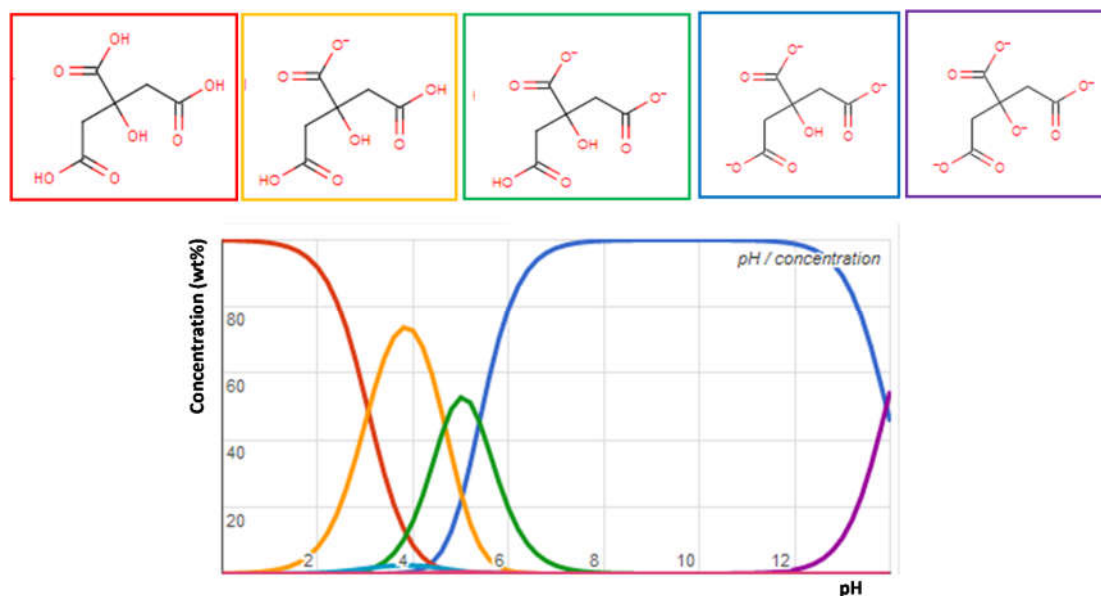 OH O OH O OH HO O
O⁻ O OH O OH HO O
O⁻ O O⁻ O OH HO O
O⁻ O O⁻ O OH ⁻O O
O⁻ O O⁻ O O⁻ ⁻O O
pH / concentration
Concentration (wt%)
80
60
40
20
2 4 6 8 10 12
pH